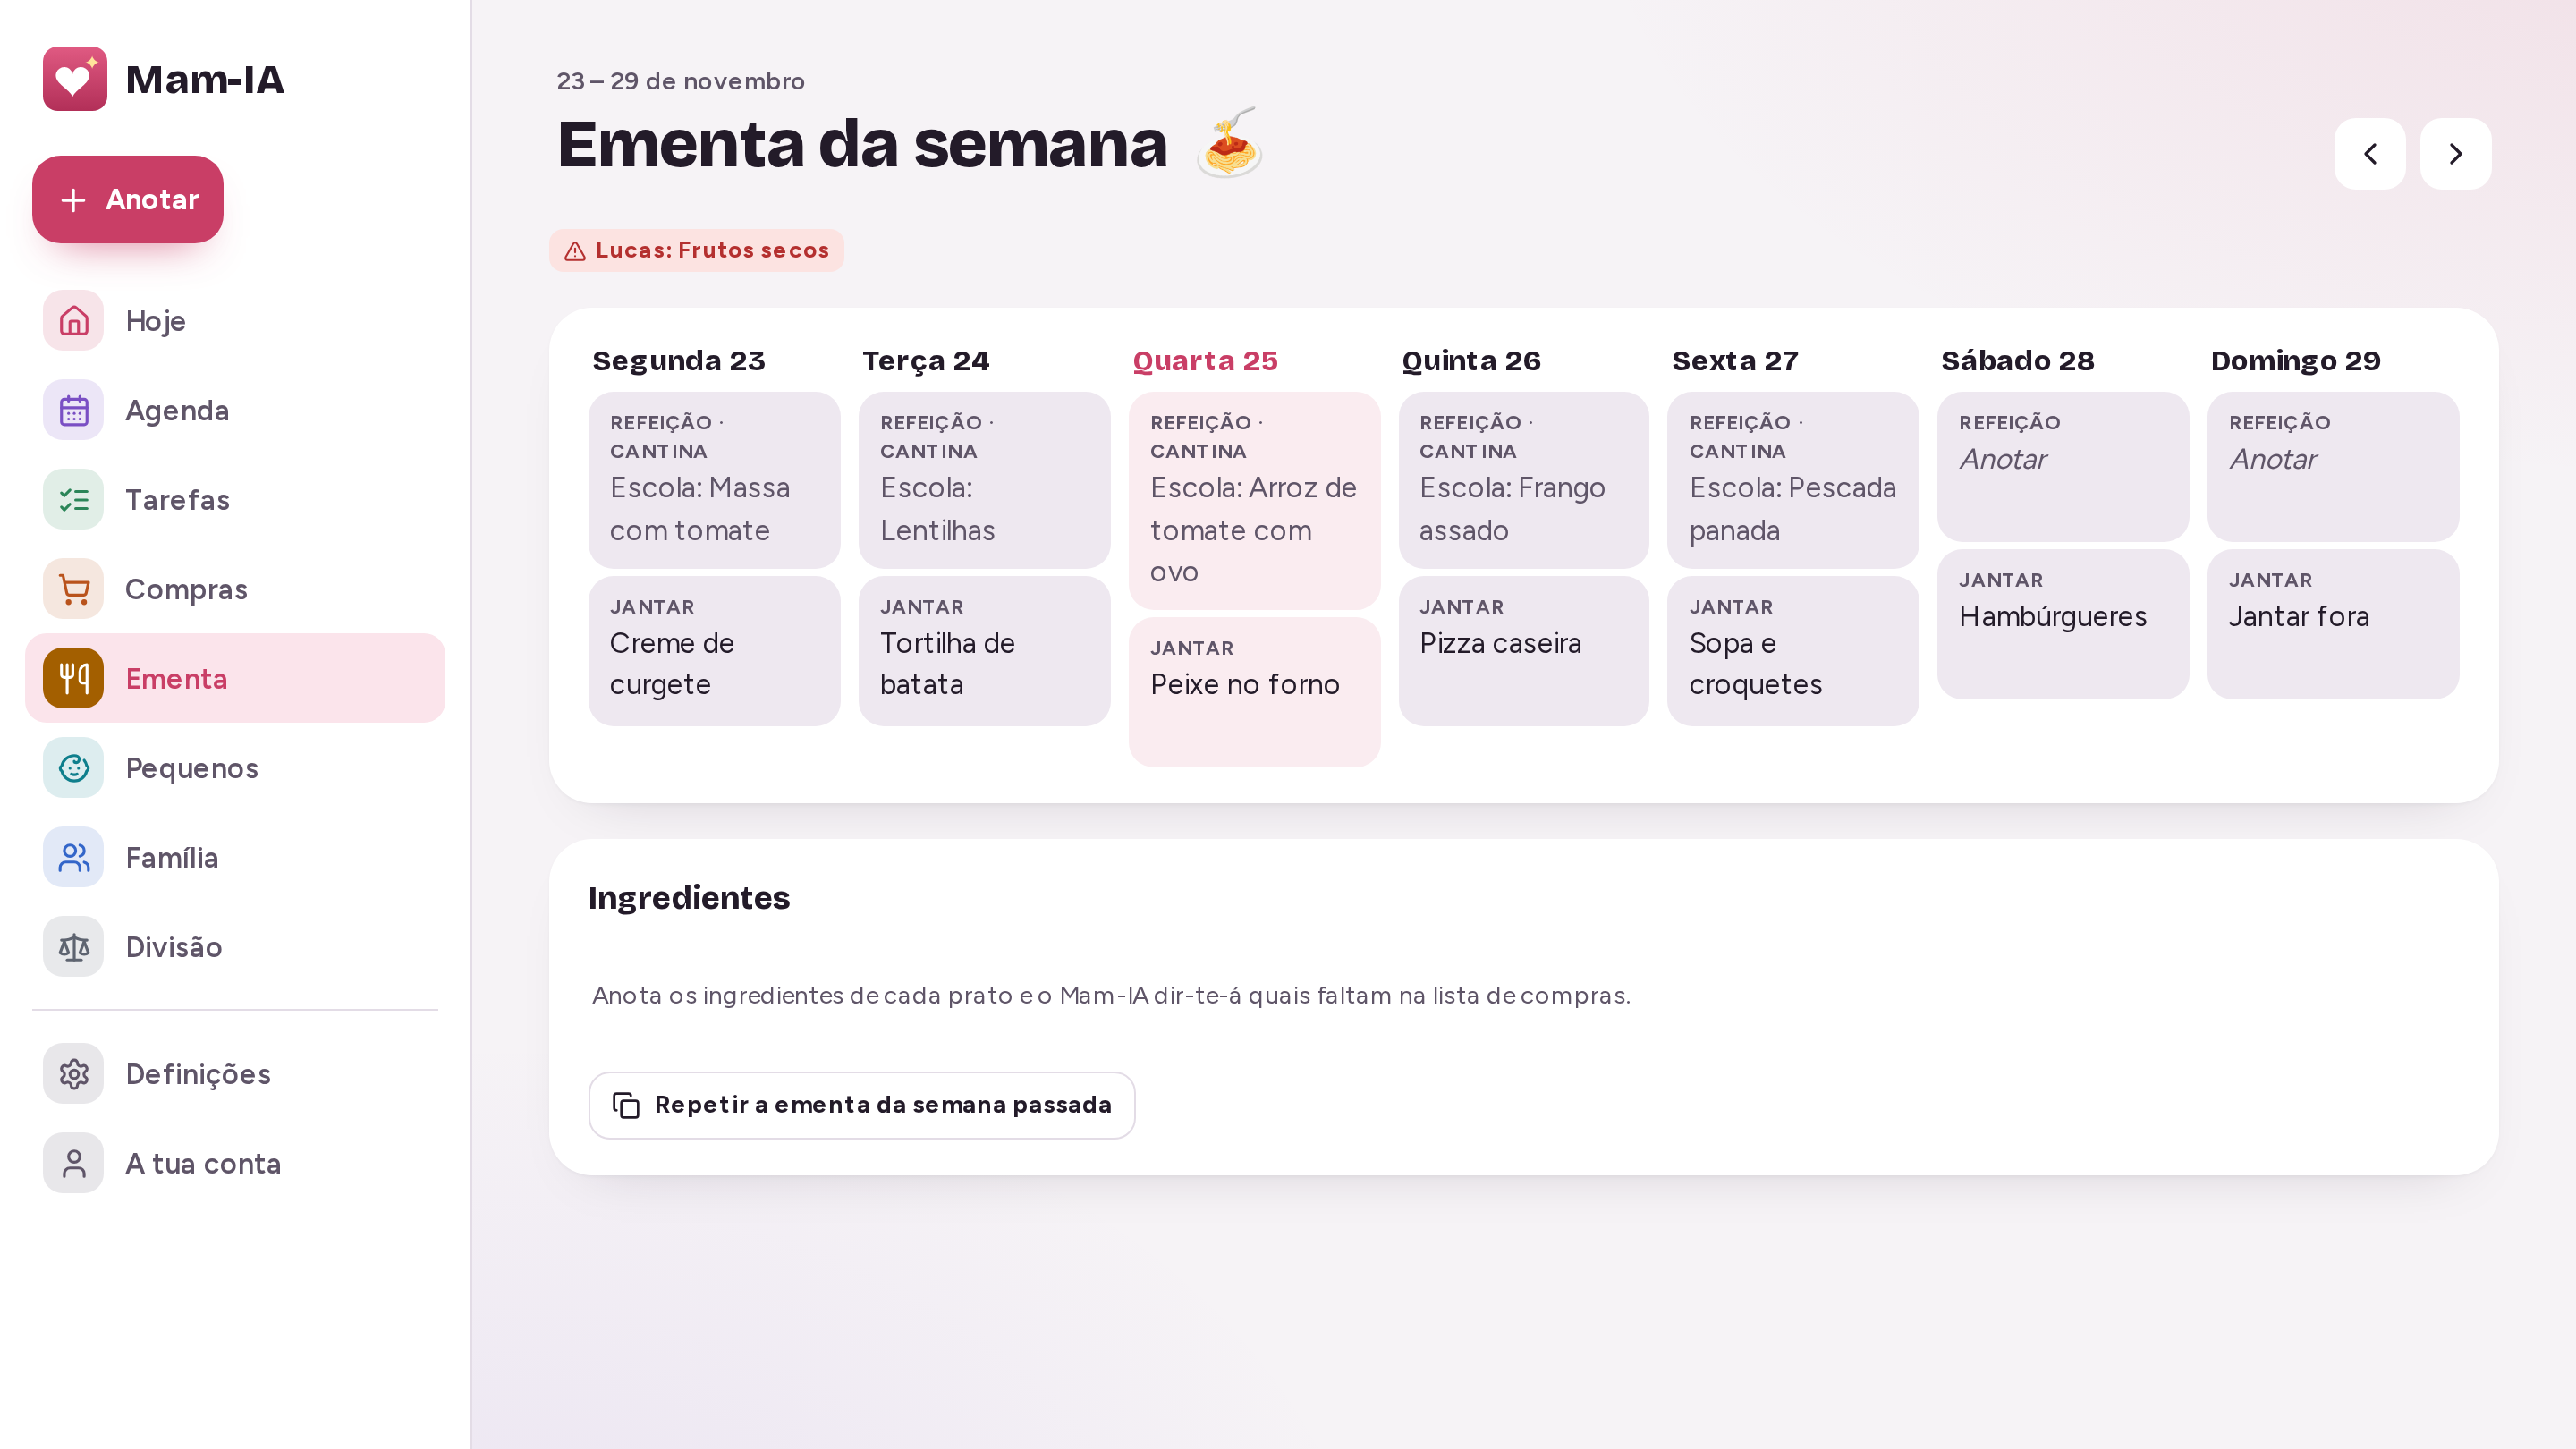 Mam-IA
Anotar
Hoje
Agenda
Tarefas
Compras
Ementa
Pequenos
Família
Divisão
Definições
A tua conta
23 – 29 de novembro
Ementa da semana
Lucas: Frutos secos
Segunda 23
REFEIÇÃO ·
CANTINA
Escola: Massa
com tomate
JANTAR
Creme de
curgete
Terça 24
REFEIÇÃO ·
CANTINA
Escola:
Lentilhas
JANTAR
Tortilha de
batata
Quarta 25
REFEIÇÃO ·
CANTINA
Escola: Arroz de
tomate com
ovo
JANTAR
Peixe no forno
Quinta 26
REFEIÇÃO ·
CANTINA
Escola: Frango
assado
JANTAR
Pizza caseira
Sexta 27
REFEIÇÃO ·
CANTINA
Escola: Pescada
panada
JANTAR
Sopa e
croquetes
Sábado 28
REFEIÇÃO
Anotar
JANTAR
Hambúrgueres
Domingo 29
REFEIÇÃO
Anotar
JANTAR
Jantar fora
Ingredientes
Anota os ingredientes de cada prato e o Mam-IA dir-te-á quais faltam na lista de compras.
Repetir a ementa da semana passada